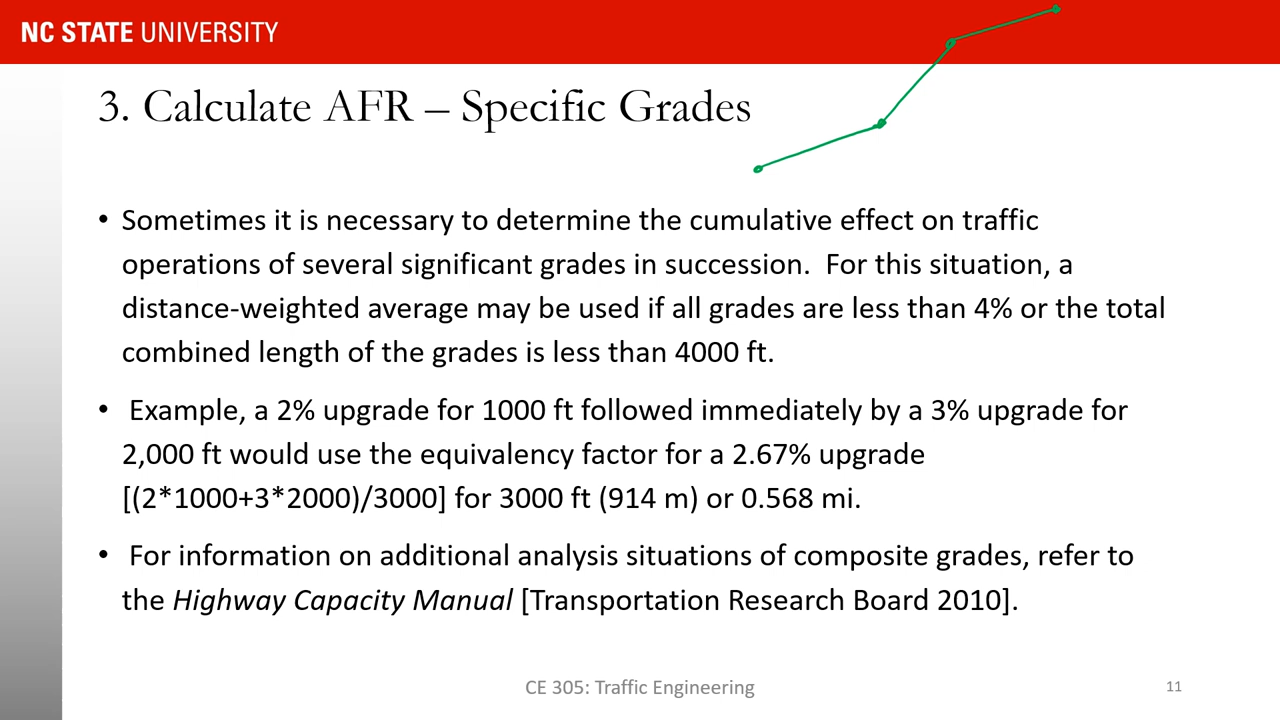 NC STATE UNIVERSITY
3. Calculate AFR – Specific Grades
• Sometimes it is necessary to determine the cumulative effect on traffic
operations of several significant grades in succession.  For this situation, a
distance-weighted average may be used if all grades are less than 4% or the total
combined length of the grades is less than 4000 ft.
• Example, a 2% upgrade for 1000 ft followed immediately by a 3% upgrade for
2,000 ft would use the equivalency factor for a 2.67% upgrade
[(2*1000+3*2000)/3000] for 3000 ft (914 m) or 0.568 mi.
• For information on additional analysis situations of composite grades, refer to
the Highway Capacity Manual [Transportation Research Board 2010].
CE 305: Traffic Engineering
11